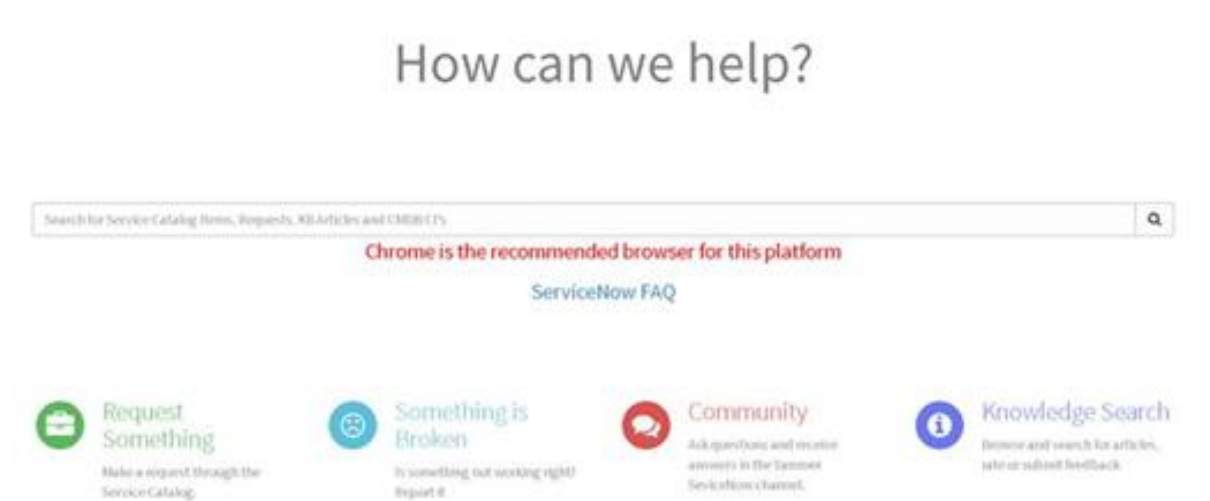 How can we help?
Search for Service Catalog Items, Requests, KB Articles and CMDB CI's
Chrome is the recommended browser for this platform
ServiceNow FAQ
Request
Something
Make a request through the
Service Catalog.
Something is
Broken
Is something not working right?
Report it
Community
Ask questions and receive
answers in the
channel.
Knowledge Search
Browse and search for articles,
rate or submit feedback